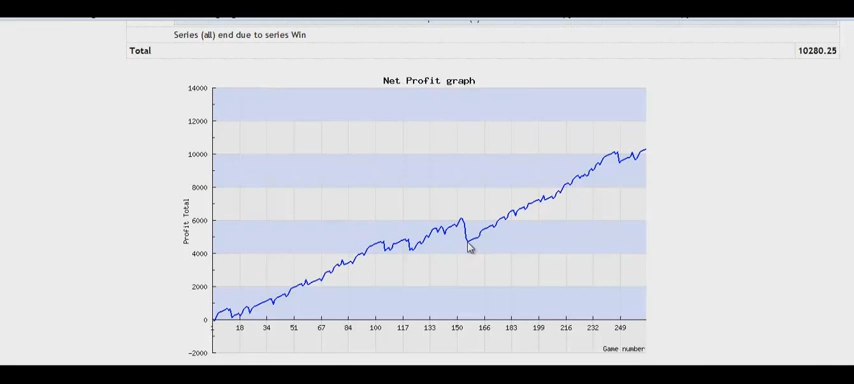 Series (all) end due to series Win
Total 10280.25
Net Profit graph
14000
12000
10000
8000
6000
4000
2000
0
-2000
Profit Total
1 18 34 51 67 84 100 117 133 150 166 183 199 216 232 249
Game number